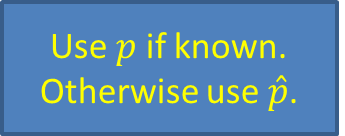 Use 𝑝 if known.
Otherwise use 𝑝̂.